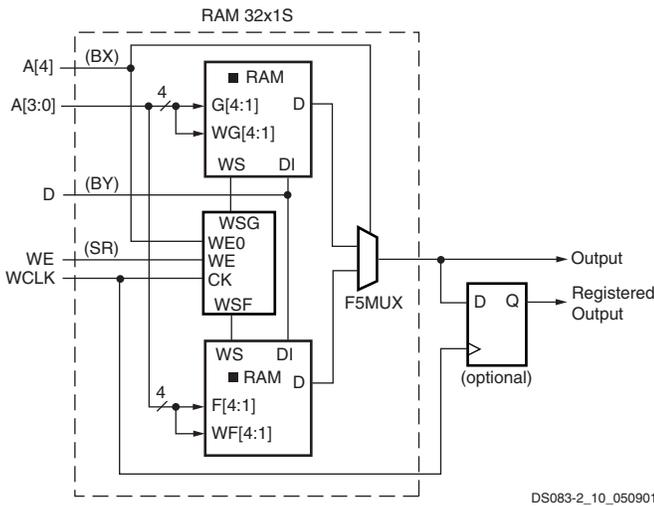 RAM 32x1S
A[4]
(BX)
A[3:0]
4
RAM
G[4:1]
D
WG[4:1]
WS
DI
D
(BY)
WSG
WE0
WE
(SR)
WE
WCLK
CK
WSF
F5MUX
Output
D
Q
Registered
Output
(optional)
WS
DI
RAM
D
4
F[4:1]
WF[4:1]
DS083-2_10_050901